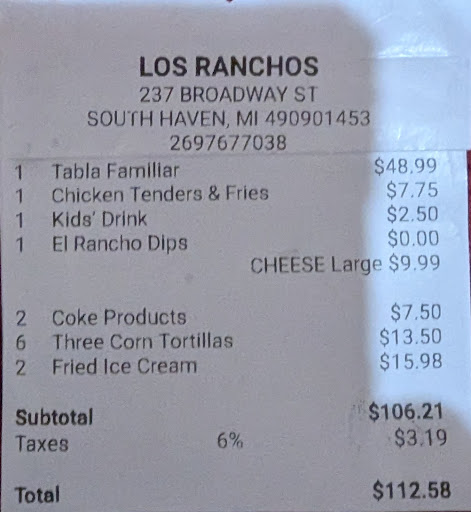 LOS RANCHOS
237 BROADWAY ST
SOUTH HAVEN, MI 490901453
2697677038
1 Tabla Familiar $48.99
1 Chicken Tenders & Fries $7.75
1 Kids' Drink $2.50
1 El Rancho Dips $0.00
CHEESE Large $9.99
2 Coke Products $7.50
6 Three Corn Tortillas $13.50
2 Fried Ice Cream $15.98
Subtotal $106.21
Taxes 6% $3.19
Total $112.58